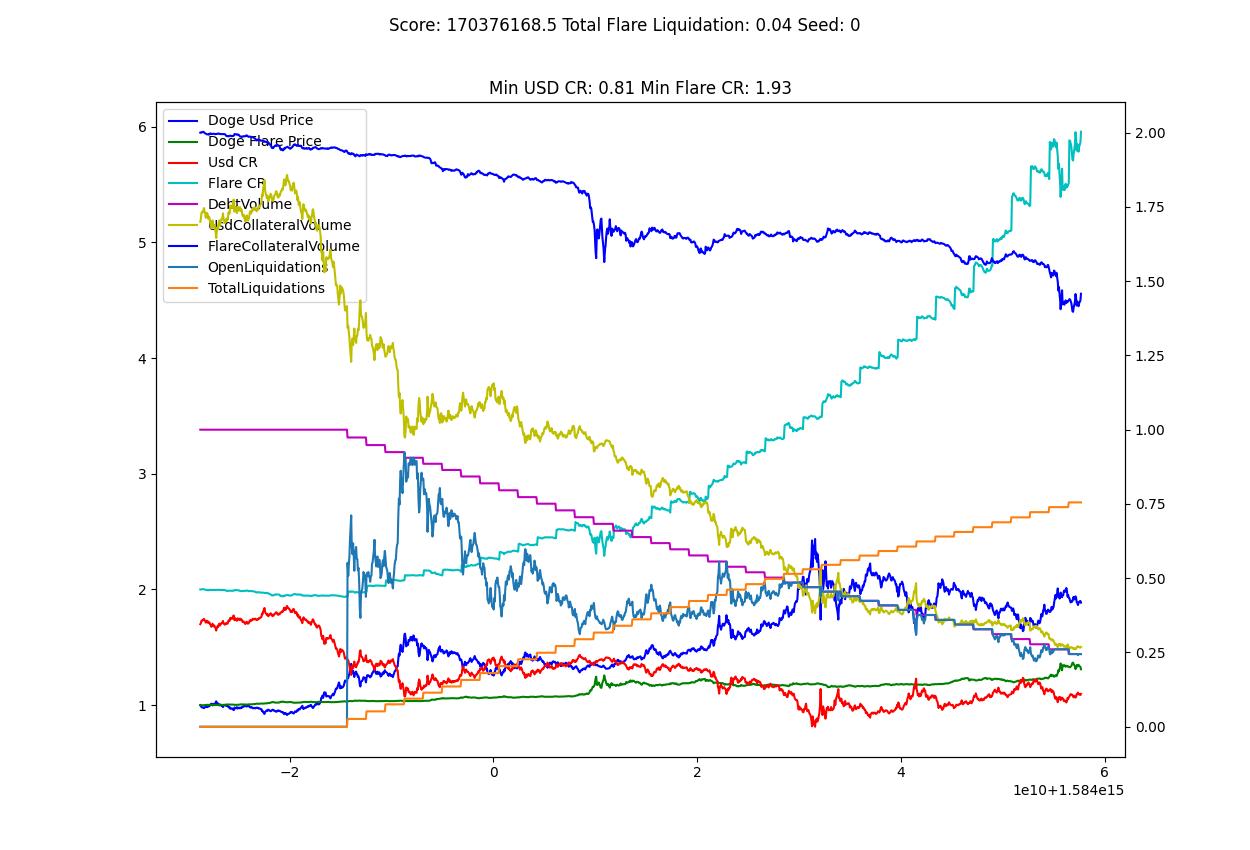 Score: 170376168.5 Total Flare Liquidation: 0.04 Seed: 0
Min USD CR: 0.81 Min Flare CR: 1.93
Doge Usd Price
Doge Flare Price
Usd CR
Flare CR
DebtVolume
UsdCollateralVolume
FlareCollateralVolume
OpenLiquidations
TotalLiquidations
6
5
4
3
2
1
2.00
1.75
1.50
1.25
1.00
0.75
0.50
0.25
0.00
−2
0
2
4
6
1e10+1.584e15